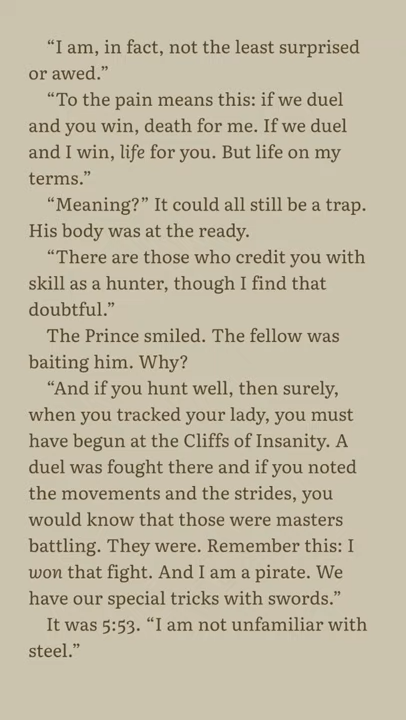 “I am, in fact, not the least surprised
or awed.”
“To the pain means this: if we duel
and you win, death for me. If we duel
and I win, life for you. But life on my
terms.”
“Meaning?” It could all still be a trap.
His body was at the ready.
“There are those who credit you with
skill as a hunter, though I find that
doubtful.”
The Prince smiled. The fellow was
baiting him. Why?
“And if you hunt well, then surely,
when you tracked your lady, you must
have begun at the Cliffs of Insanity. A
duel was fought there and if you noted
the movements and the strides, you
would know that those were masters
battling. They were. Remember this: I
won that fight. And I am a pirate. We
have our special tricks with swords.”
It was 5:53. “I am not unfamiliar with
steel.”